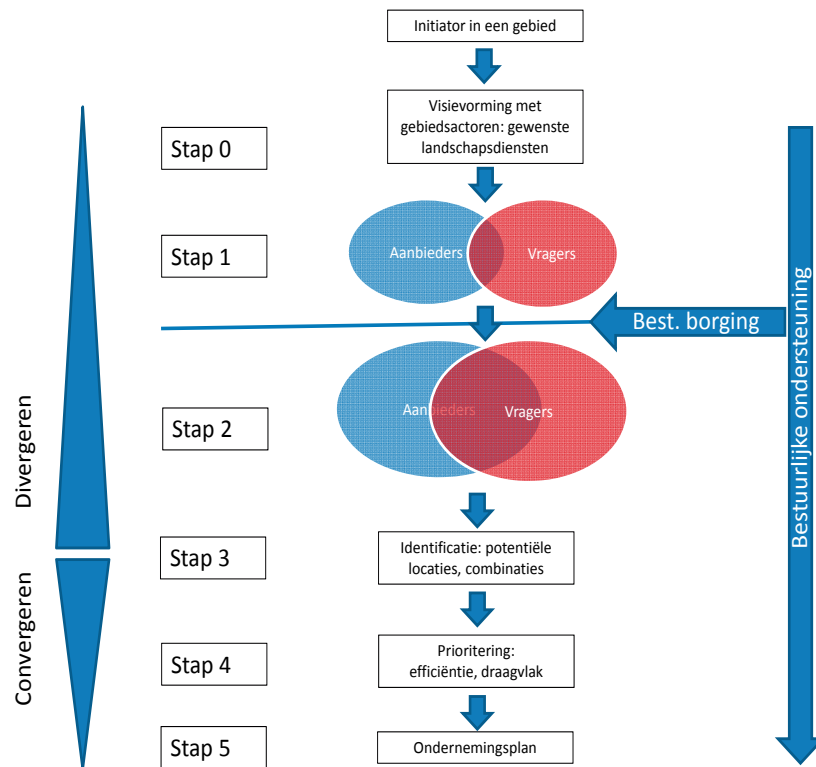 Initiator in een gebied
Visievorming met
gebiedsactoren: gewenste
landschapsdiensten
Stap 0
Stap 1
Aanbieders
Vragers
Best. borging
Stap 2
Aanbieders
Vragers
Divergeren
Bestuurlijke ondersteuning
Stap 3
Identificatie: potentiële
locaties, combinaties
Convergeren
Stap 4
Prioritering:
efficiëntie, draagvlak
Stap 5
Ondernemingsplan